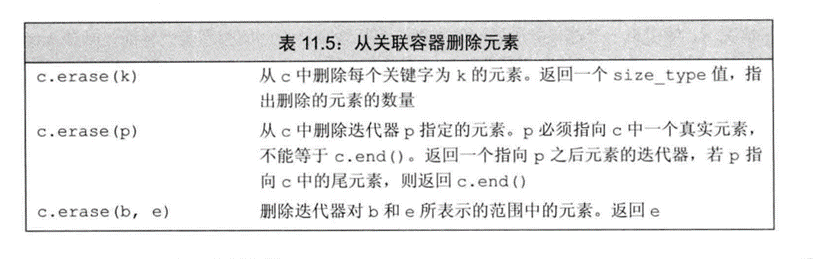 表 11.5：从关联容器删除元素
c.erase(k) 从 c 中删除每个关键字为 k 的元素。返回一个 size_type 值，指
出删除的元素的数量
c.erase(p) 从 c 中删除迭代器 p 指定的元素。p 必须指向 c 中一个真实元素，
不能等于 c.end()。返回一个指向 p 之后元素的迭代器，若 p 指
向 c 中的尾元素，则返回 c.end()
c.erase(b, e) 删除迭代器对 b 和 e 所表示的范围中的元素。返回 e